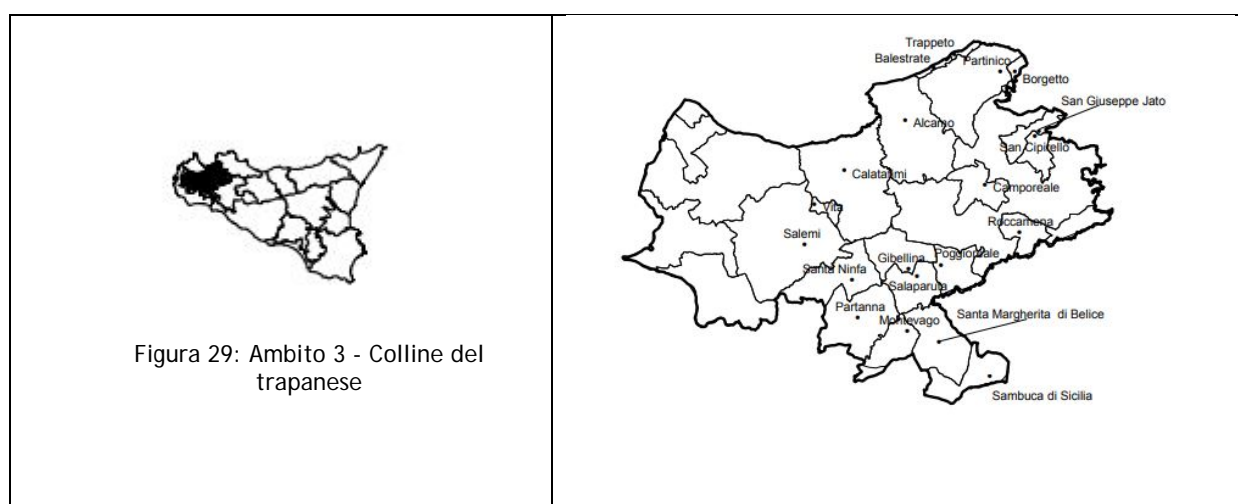 Figura 29: Ambito 3 - Colline del
trapanese
Trappeto
Balestrate
Partinico
Borgetto
San Giuseppe Jato
Alcamo
San Cipirello
Calatafimi
Camporeale
Vita
Roccamena
Salemi
Gibellina
Poggioreale
Santa Ninfa
Salaparuta
Partanna
Montevago
Santa Margherita di Belice
Sambuca di Sicilia